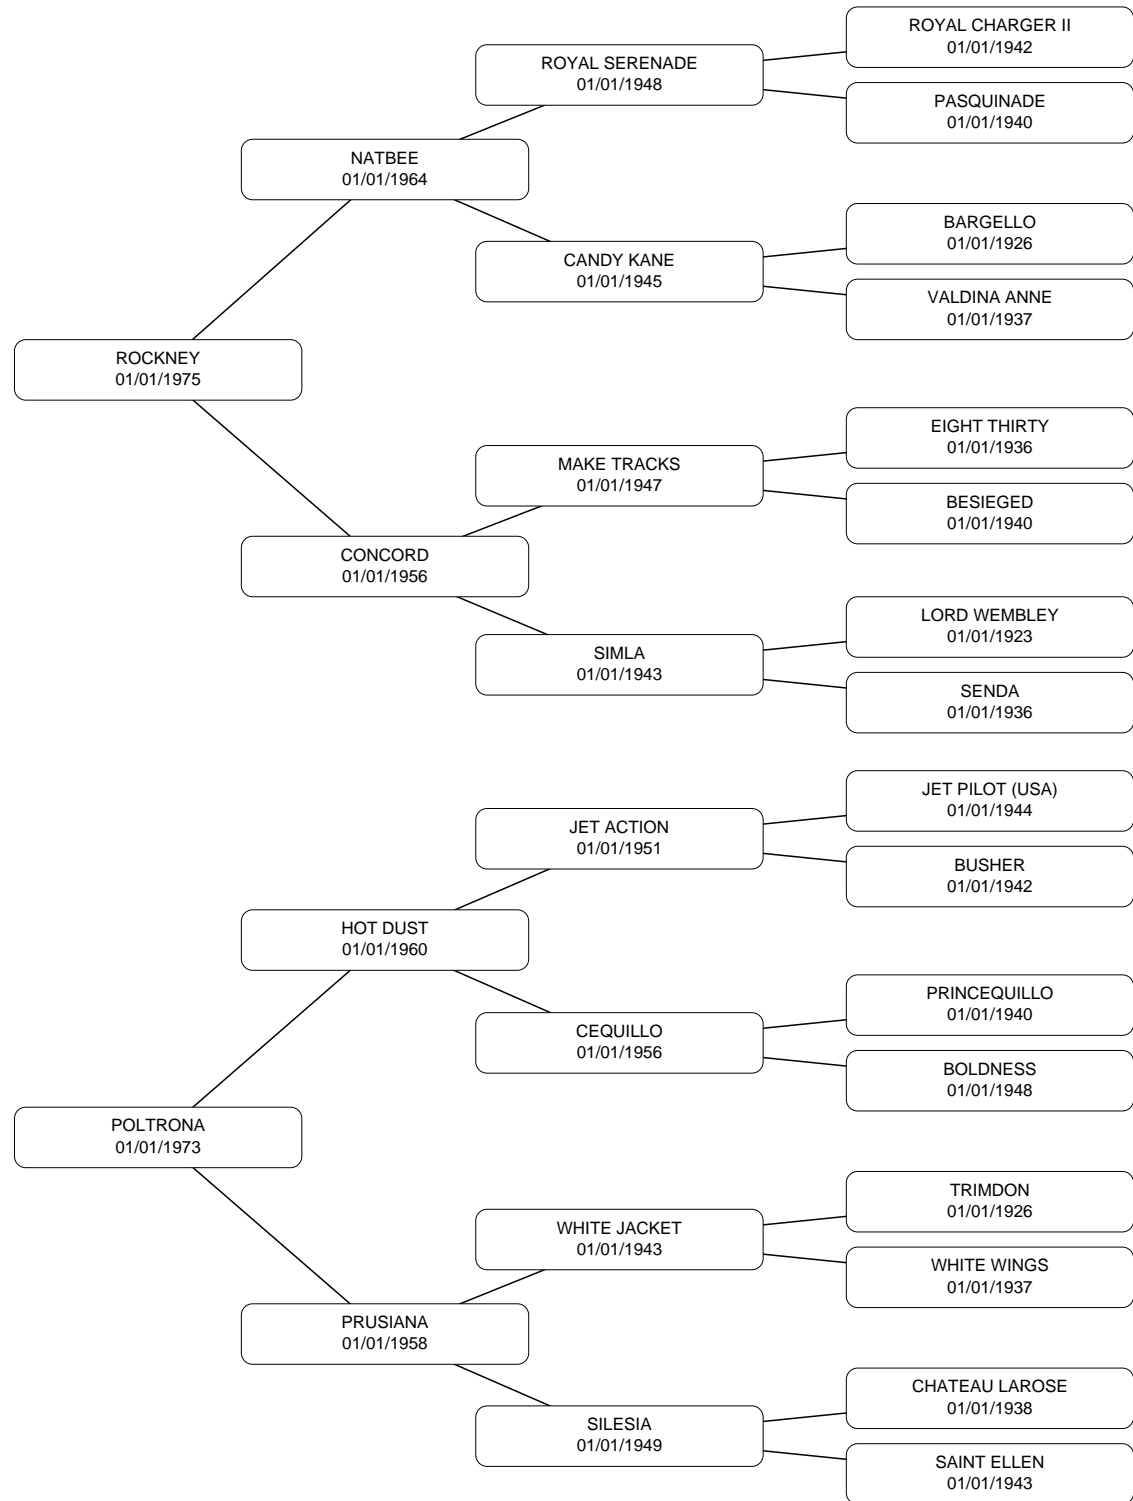 ROYAL CHARGER II
01/01/1942
ROYAL SERENADE
01/01/1948
PASQUINADE
01/01/1940
NATBEE
01/01/1964
BARGELLO
01/01/1926
CANDY KANE
01/01/1945
VALDINA ANNE
01/01/1937
ROCKNEY
01/01/1975
EIGHT THIRTY
01/01/1936
MAKE TRACKS
01/01/1947
BESIEGED
01/01/1940
CONCORD
01/01/1956
LORD WEMBLEY
01/01/1923
SIMLA
01/01/1943
SENDA
01/01/1936
JET PILOT (USA)
01/01/1944
JET ACTION
01/01/1951
BUSHER
01/01/1942
HOT DUST
01/01/1960
PRINCEQUILLO
01/01/1940
CEQUILLO
01/01/1956
BOLDNESS
01/01/1948
POLTRONA
01/01/1973
TRIMDON
01/01/1926
WHITE JACKET
01/01/1943
WHITE WINGS
01/01/1937
PRUSIANA
01/01/1958
CHATEAU LAROSE
01/01/1938
SILESIA
01/01/1949
SAINT ELLEN
01/01/1943